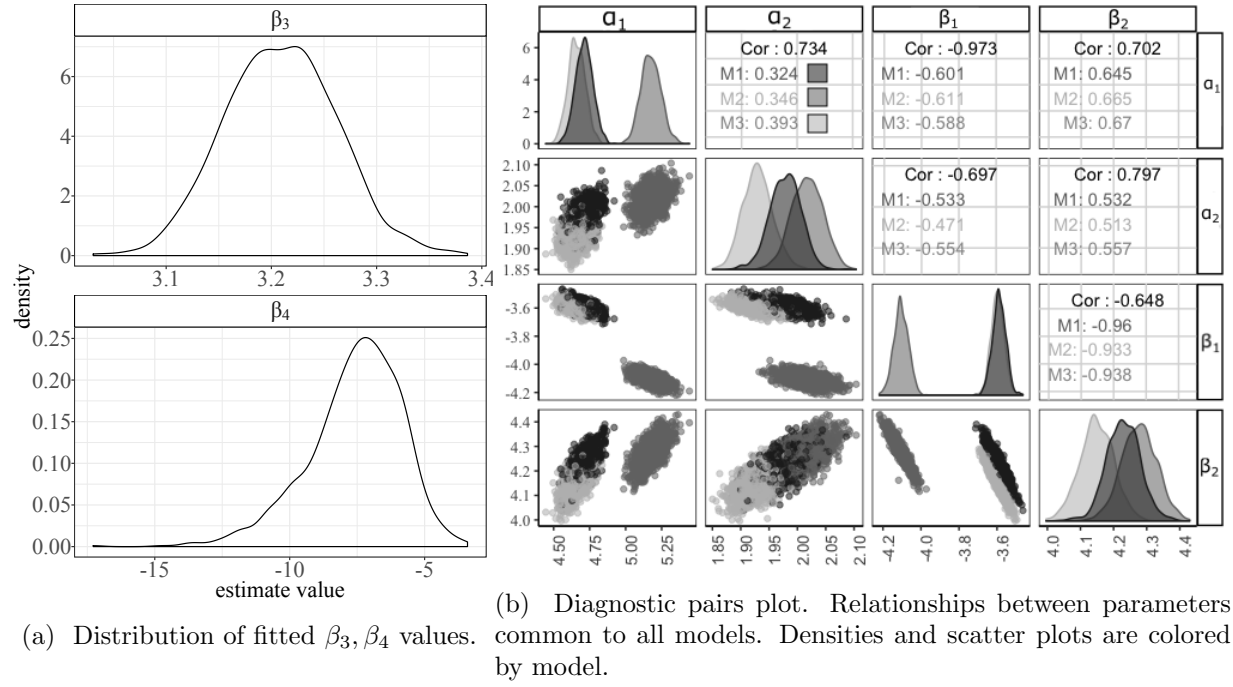 β3
6
4
2
0
3.1
3.2
3.3
3.4
density
β4
0.25
0.20
0.15
0.10
0.05
0.00
-15
-10
-5
estimate value
(a) Distribution of fitted β3, β4 values.
α1
α2
β1
β2
6
4
2
0
Cor : 0.734
M1: 0.324
M2: 0.346
M3: 0.393
Cor : -0.973
M1: -0.601
M2: -0.611
M3: -0.588
Cor : 0.702
M1: 0.645
M2: 0.665
M3: 0.67
α1
2.10
2.05
2.00
1.95
1.90
1.85
Cor : -0.697
M1: -0.533
M2: -0.471
M3: -0.554
Cor : 0.797
M1: 0.532
M2: 0.513
M3: 0.557
α2
-3.6
-3.8
-4.0
-4.2
Cor : -0.648
M1: -0.96
M2: -0.933
M3: -0.938
β1
4.4
4.3
4.2
4.1
4.0
β2
4.50
4.75
5.00
5.25
1.85
1.90
1.95
2.00
2.05
2.10
-4.2
-4.0
-3.8
-3.6
4.0
4.1
4.2
4.3
4.4
(b) Diagnostic pairs plot. Relationships between parameters
common to all models. Densities and scatter plots are colored
by model.